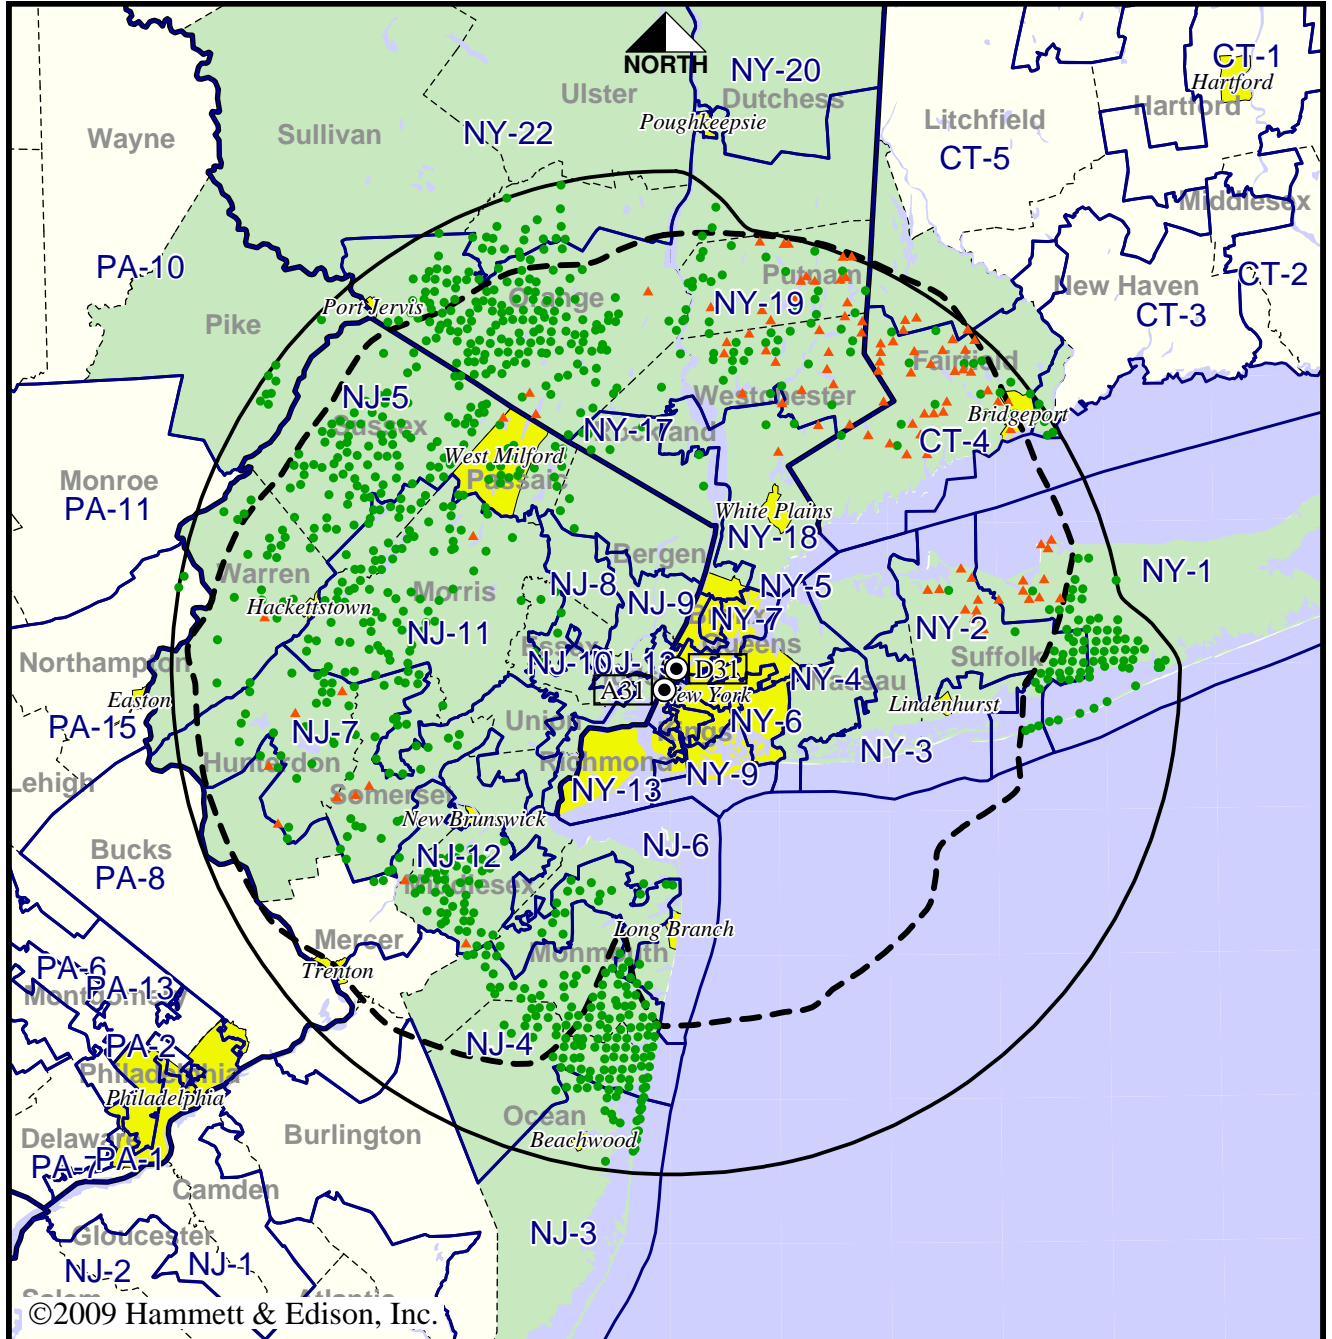 NORTH
NY-20
CT-1
Hartford
Hartford
Ulster
Dutchess
Poughkeepsie
Litchfield
Wayne
Sullivan
NY-22
CT-5
Middlesex
PA-10
Putnam
New Haven
CT-2
Port Jervis
Orange
NY-19
CT-3
Pike
Fairfield
NJ-5
Sussex
Westchester
Bridgeport
NY-17
Rockland
CT-4
West Milford
Passaic
Monroe
PA-11
White Plains
NY-18
Bergen
Warren
Hackettstown
Morris
NJ-8
NJ-9
NY-5
NY-1
NY-7
Bronx
NJ-11
NY-2
Essex
Queens
Northampton
NJ-10
NJ-13
D31
Suffolk
Easton
A31
New York
NY-4
Nassau
Lindenhurst
PA-15
NJ-7
Union
NY-6
Kings
NY-3
Hunterdon
Richmond
NY-9
Lehigh
Somerset
NY-13
New Brunswick
Bucks
NJ-12
NJ-6
PA-8
Middlesex
Long Branch
Mercer
Monmouth
Trenton
PA-6
PA-13
Montgomery
PA-2
NJ-4
Philadelphia
Philadelphia
Ocean
Delaware
Burlington
Beachwood
PA-7
PA-1
Camden
Gloucester
NJ-3
NJ-2
NJ-1
Salem
Atlantic
©2009 Hammett & Edison, Inc.